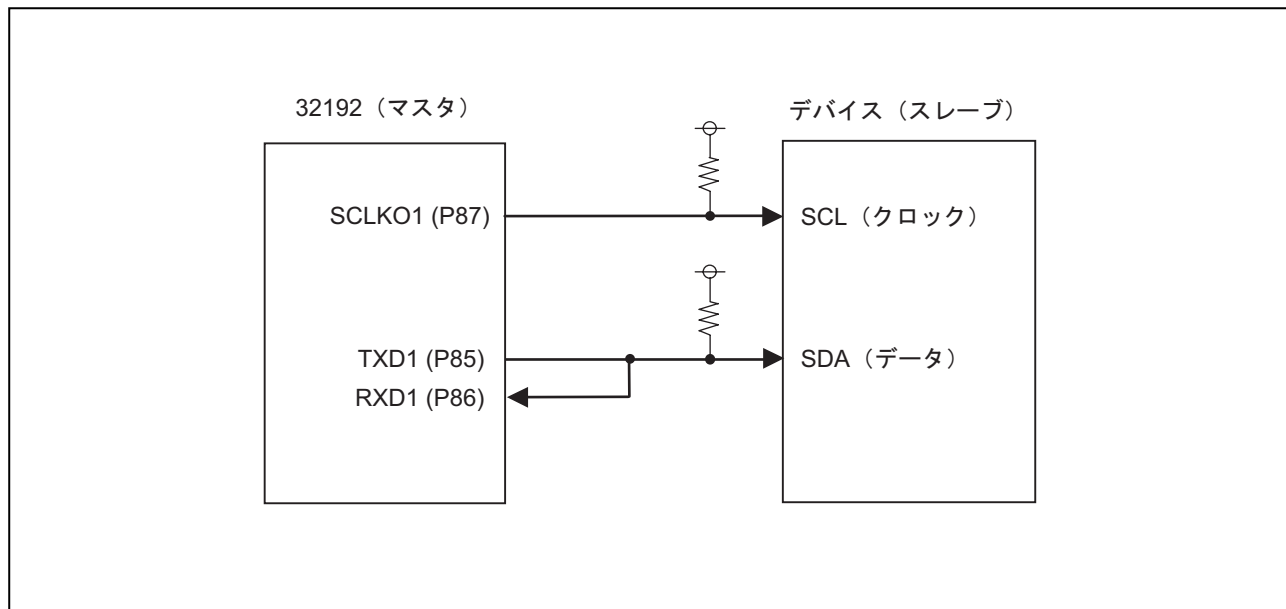 32192（マスタ）
デバイス（スレーブ）
SCLKO1 (P87)
SCL（クロック）
TXD1 (P85)
SDA（データ）
RXD1 (P86)